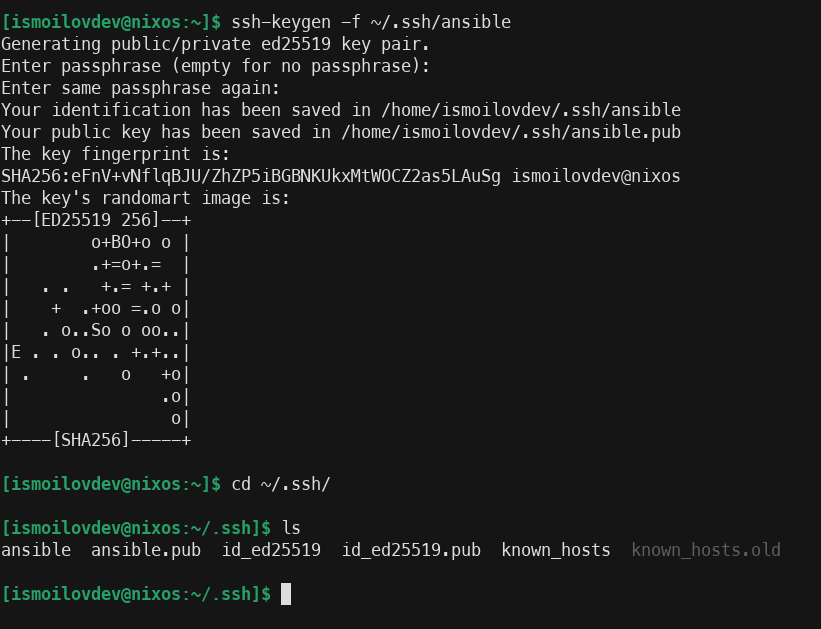 [ismoilovdev@nixos:~]$ ssh-keygen -f ~/.ssh/ansible
Generating public/private ed25519 key pair.
Enter passphrase (empty for no passphrase):
Enter same passphrase again:
Your identification has been saved in /home/ismoilovdev/.ssh/ansible
Your public key has been saved in /home/ismoilovdev/.ssh/ansible.pub
The key fingerprint is:
SHA256:eFnV+vNflqBJU/ZhZP5iBGBNKUkxMtWOCZ2as5LAuSg ismoilovdev@nixos
The key's randomart image is:
+--[ED25519 256]--+
|        o+BO+o o |
|        .+=o+.=  |
|   . .   +.= +.+ |
|    +  .+oo =.o o|
|   . o..So o oo..|
|E . . o.. . +.+..|
| .     .   o   +o|
|               .o|
|                o|
+----[SHA256]-----+
[ismoilovdev@nixos:~]$ cd ~/.ssh/
[ismoilovdev@nixos:~/.ssh]$ ls
ansible  ansible.pub  id_ed25519  id_ed25519.pub  known_hosts  known_hosts.old
[ismoilovdev@nixos:~/.ssh]$